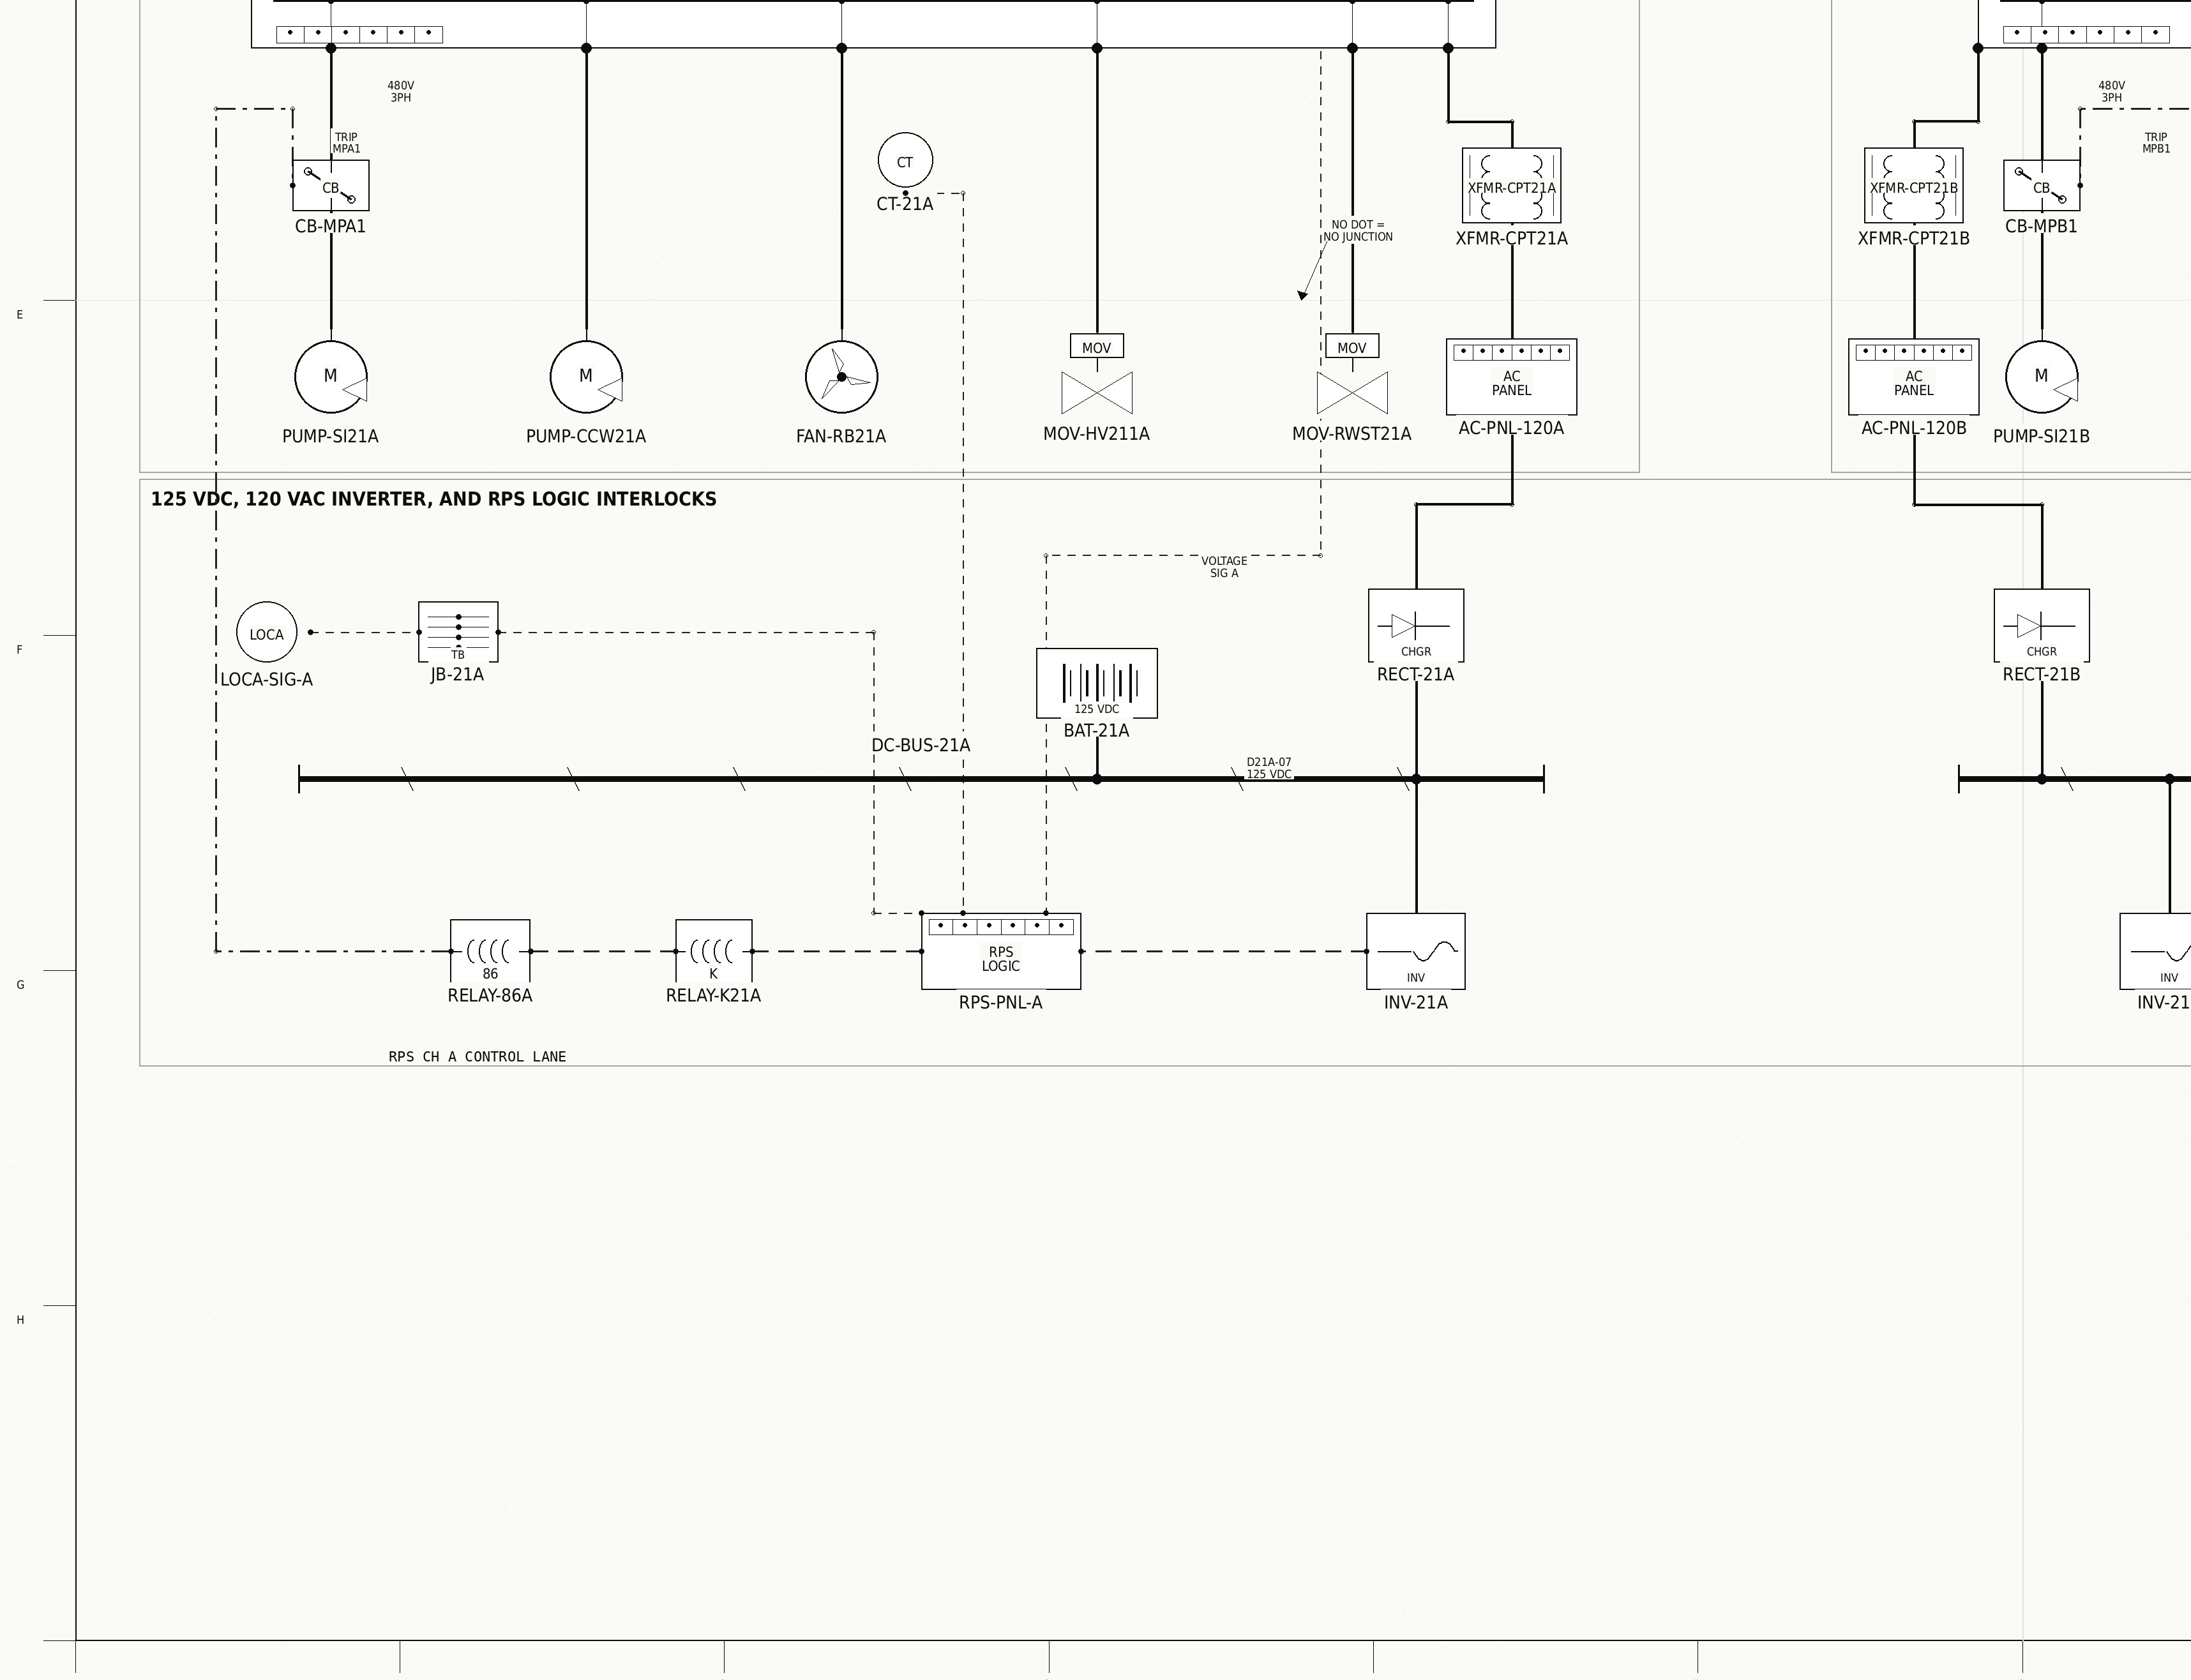 480V
3PH
480V
3PH
TRIP
MPA1
TRIP
MPB1
CT
CB
XFMR-CPT21A
XFMR-CPT21B
CB
CT-21A
CB-MPA1
NO DOT =
NO JUNCTION
XFMR-CPT21A
XFMR-CPT21B
CB-MPB1
E
MOV
MOV
M
M
AC
PANEL
AC
PANEL
M
PUMP-SI21A
PUMP-CCW21A
FAN-RB21A
MOV-HV211A
MOV-RWST21A
AC-PNL-120A
AC-PNL-120B
PUMP-SI21B
125 VDC, 120 VAC INVERTER, AND RPS LOGIC INTERLOCKS
VOLTAGE
SIG A
LOCA
TB
F
CHGR
CHGR
LOCA-SIG-A
JB-21A
RECT-21A
RECT-21B
125 VDC
BAT-21A
DC-BUS-21A
D21A-07
125 VDC
86
K
RPS
LOGIC
INV
INV
G
RELAY-86A
RELAY-K21A
RPS-PNL-A
INV-21A
INV-21
RPS CH A CONTROL LANE
H